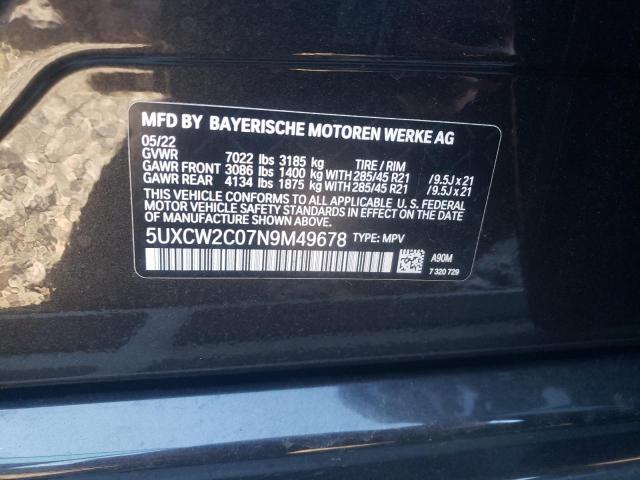 MFD BY BAYERISCHE MOTOREN WERKE AG
05/22
GVWR 7022 lbs 3185 kg TIRE / RIM
GAWR FRONT 3086 lbs 1400 kg WITH 285/45 R21 / 9.5J x 21
GAWR REAR 4134 lbs 1875 kg WITH 285/45 R21 / 9.5J x 21
THIS VEHICLE CONFORMS TO ALL APPLICABLE U. S. FEDERAL
MOTOR VEHICLE SAFETY STANDARDS IN EFFECT ON THE DATE OF
MANUFACTURE SHOWN ABOVE.
5UXCW2C07N9M49678 TYPE: MPV
A90M
7 320 729